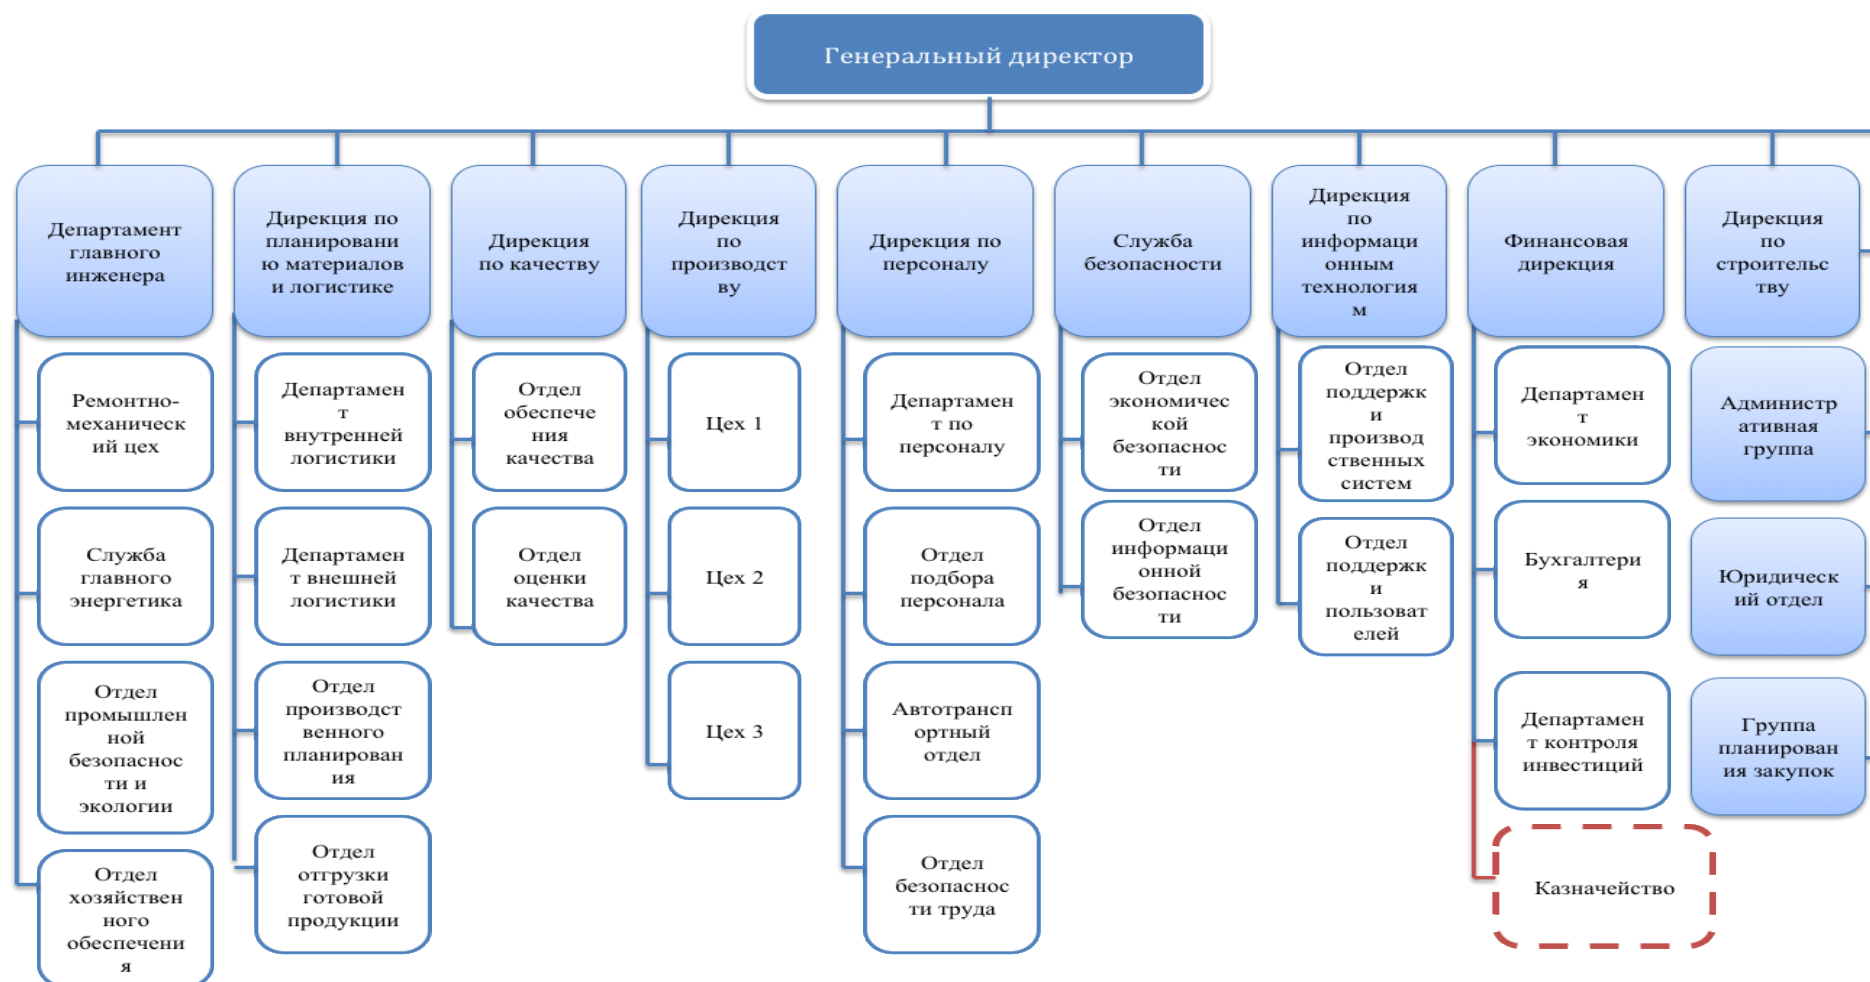 Генеральный директор
Департамент
главного
инженера
Дирекция по
планировани
ю материалов
и логистике
Дирекция
по качеству
Дирекция
по
производст
ву
Дирекция по
персоналу
Служба
безопасности
Дирекция
по
информаци
онным
технология
м
Финансовая
дирекция
Дирекция
по
строительс
тву
Ремонтно-
механическ
ий цех
Служба
главного
энергетика
Отдел
промышлен
ной
безопаснос
ти и
экологии
Отдел
хозяйствен
ного
обеспечени
я
Департамен
т
внутренней
логистики
Департамен
т внешней
логистики
Отдел
производст
венного
планирован
ия
Отдел
отгрузки
готовой
продукции
Отдел
обеспече
ния
качества
Отдел
оценки
качества
Цех 1
Цех 2
Цех 3
Департамен
т по
персоналу
Отдел
подбора
персонала
Автотрансп
ортный
отдел
Отдел
безопаснос
ти труда
Отдел
экономичес
кой
безопаснос
ти
Отдел
информаци
онной
безопаснос
ти
Отдел
поддержк
и
производ
ственных
систем
Отдел
поддержк
и
пользоват
елей
Департамен
т
экономики
Бухгалтери
я
Департамен
т контроля
инвестиций
Казначейство
Администр
ативная
группа
Юридическ
ий отдел
Группа
планирован
ия закупок